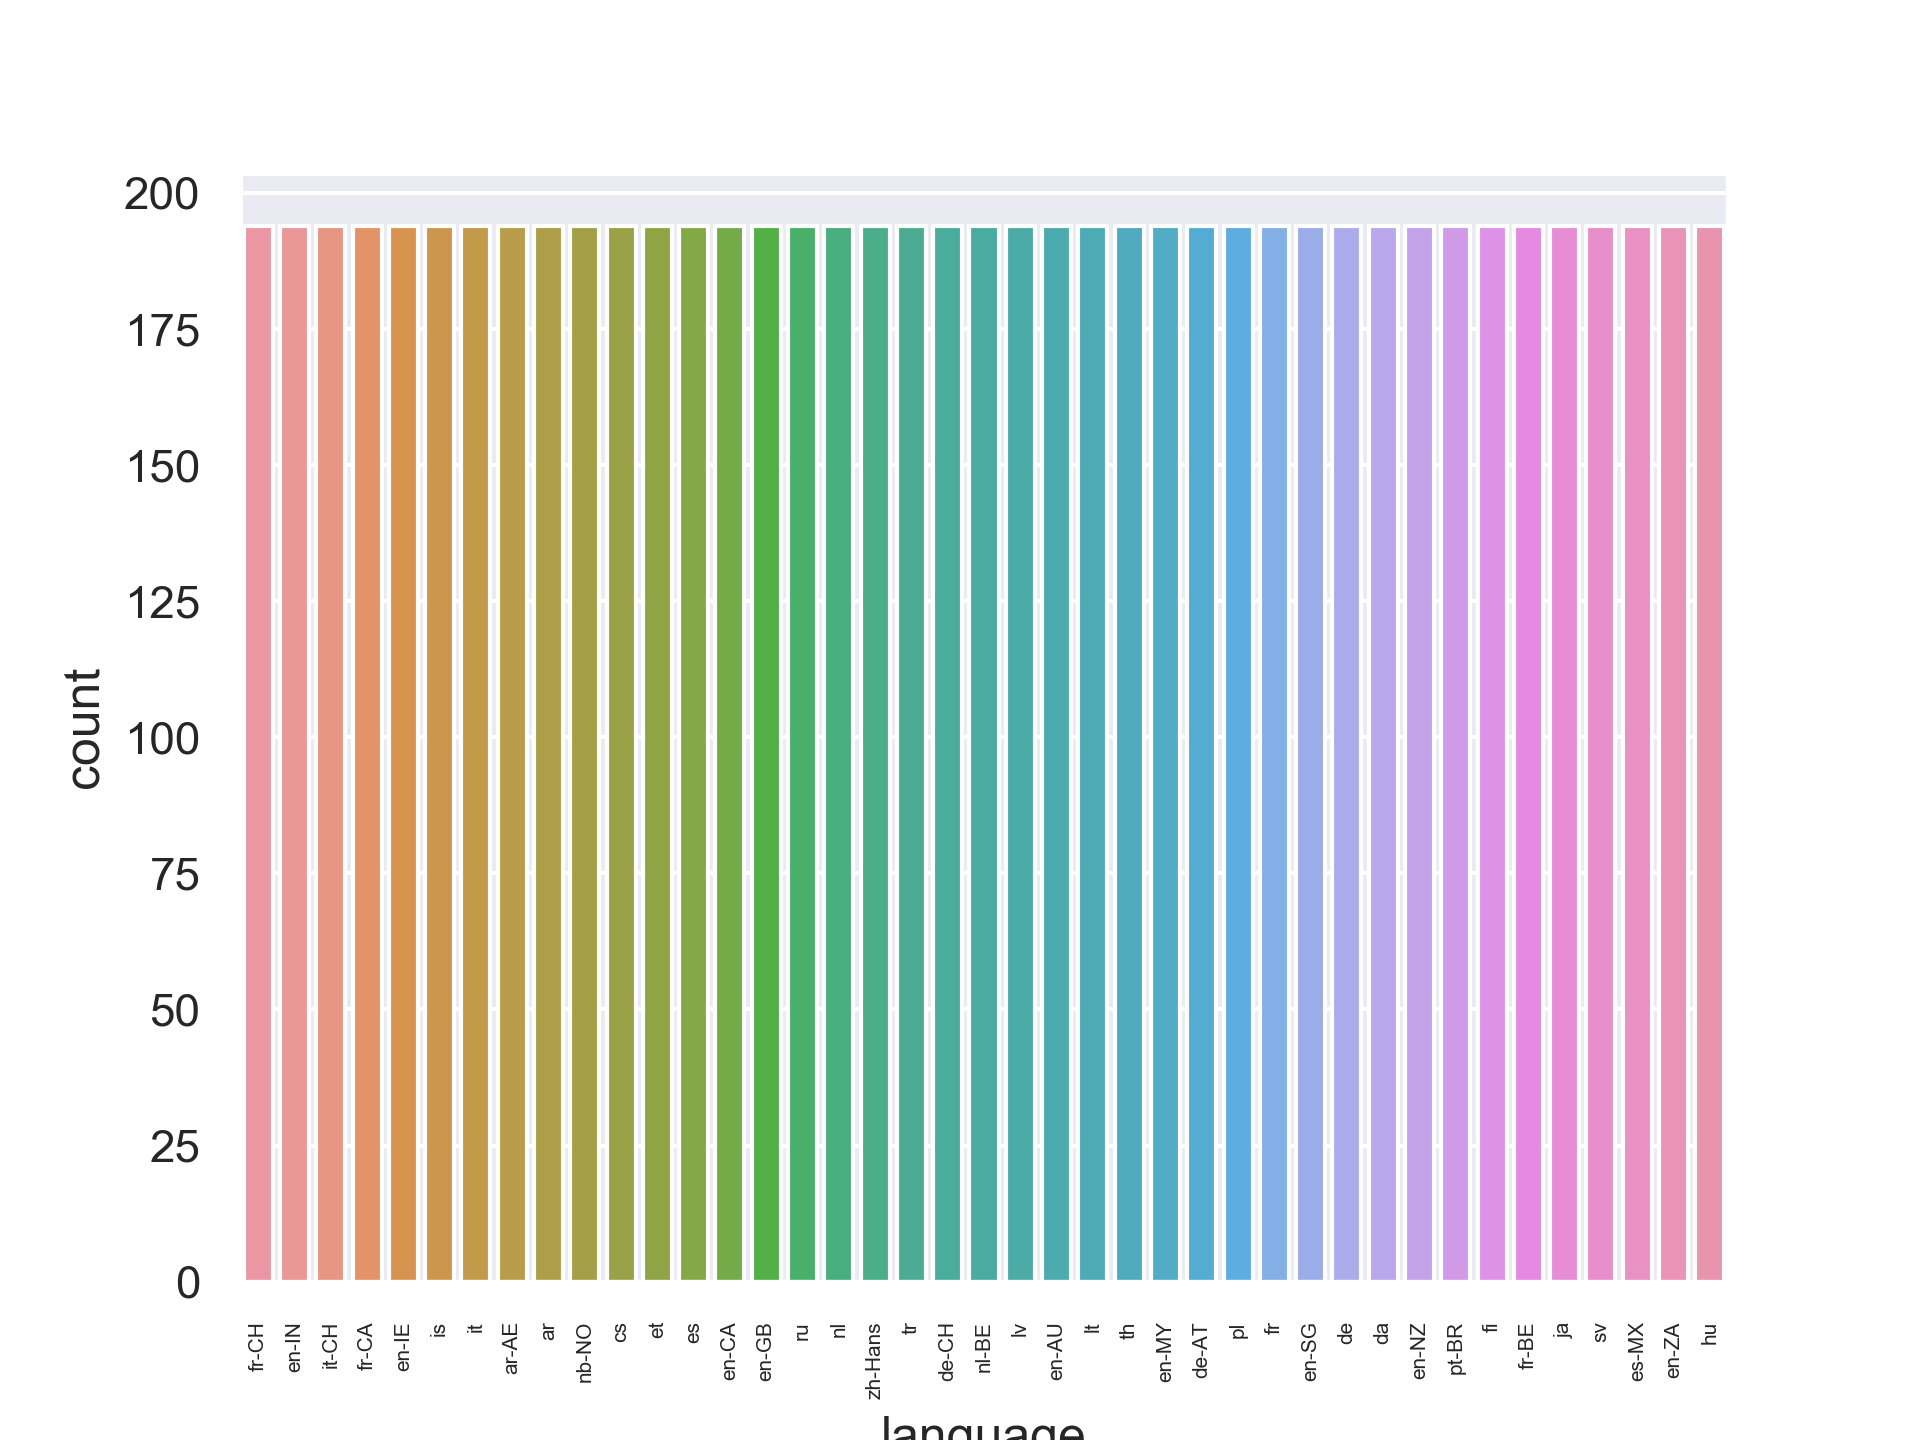 200
175
150
125
100
75
50
25
0
count
fr-CH
en-IN
it-CH
fr-CA
en-IE
is
it
ar-AE
ar
nb-NO
cs
et
es
en-CA
en-GB
ru
nl
zh-Hans
tr
de-CH
nl-BE
lv
en-AU
lt
th
en-MY
de-AT
pl
fr
en-SG
de
da
en-NZ
pt-BR
fi
fr-BE
ja
sv
es-MX
en-ZA
hu
language